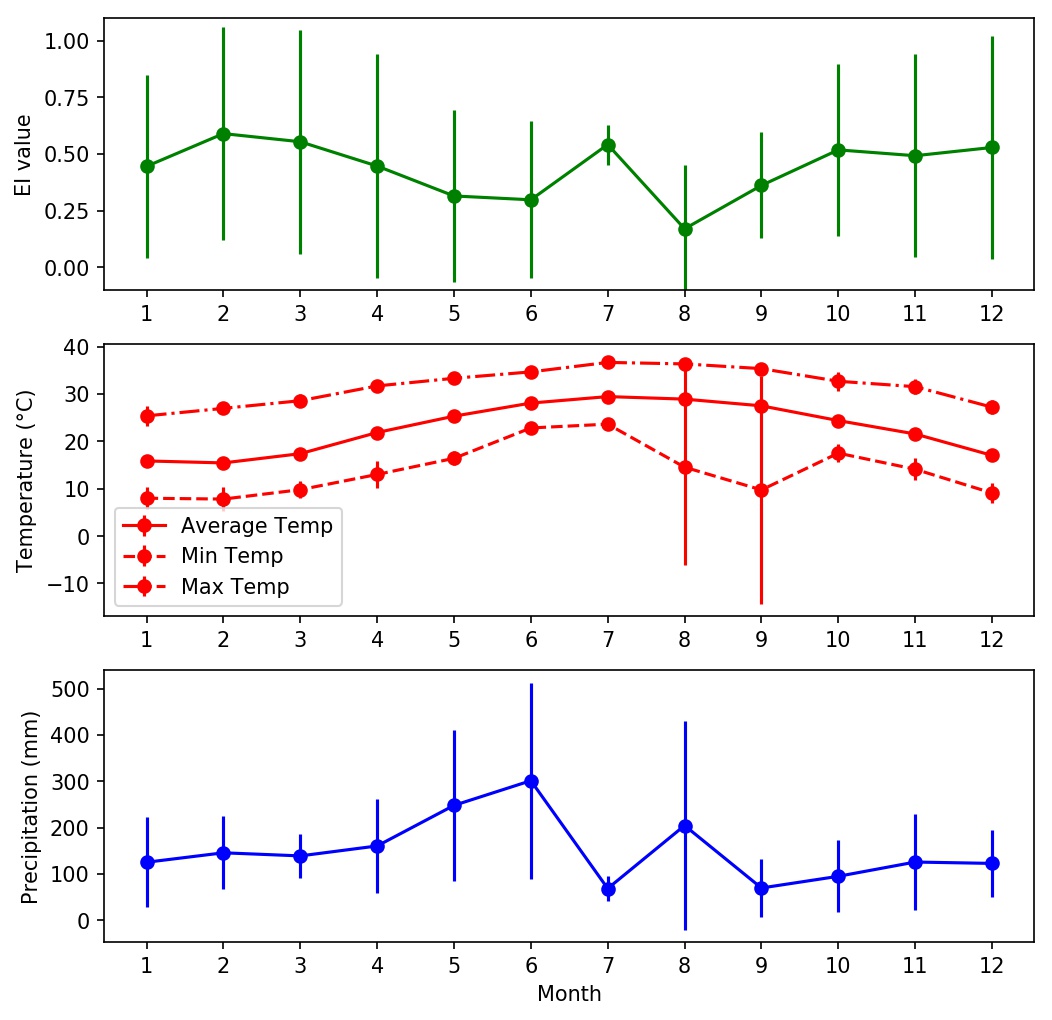 EI value
1.00
0.75
0.50
0.25
0.00
1 2 3 4 5 6 7 8 9 10 11 12
Temperature (°C)
40
30
20
10
0
−10
Average Temp
Min Temp
Max Temp
1 2 3 4 5 6 7 8 9 10 11 12
Precipitation (mm)
500
400
300
200
100
0
1 2 3 4 5 6 7 8 9 10 11 12
Month